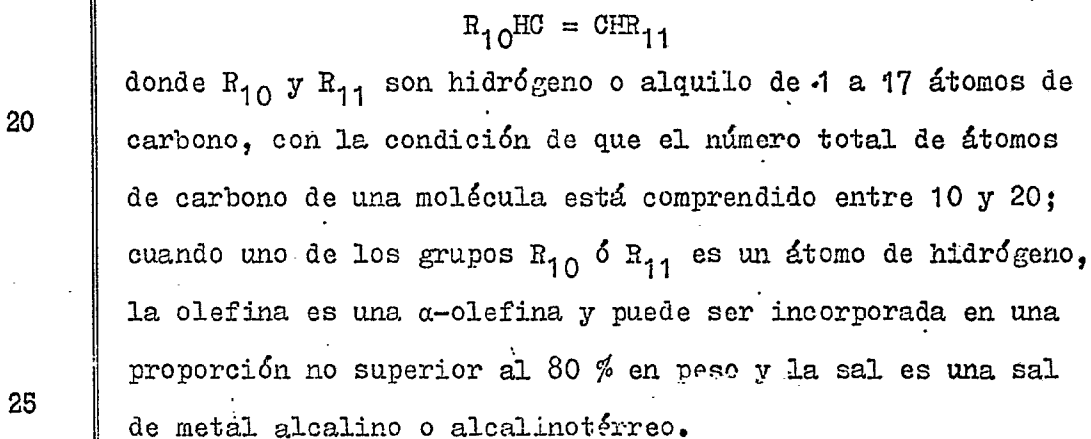 R₁₀HC = CHR₁₁
donde R₁₀ y R₁₁ son hidrógeno o alquilo de 1 a 17 átomos de
20 carbono, con la condición de que el número total de átomos
de carbono de una molécula está comprendido entre 10 y 20;
cuando uno de los grupos R₁₀ ó R₁₁ es un átomo de hidrógeno,
la olefina es una α-olefina y puede ser incorporada en una
proporción no superior al 80 % en peso y la sal es una sal
25 de metal alcalino o alcalinotérreo.